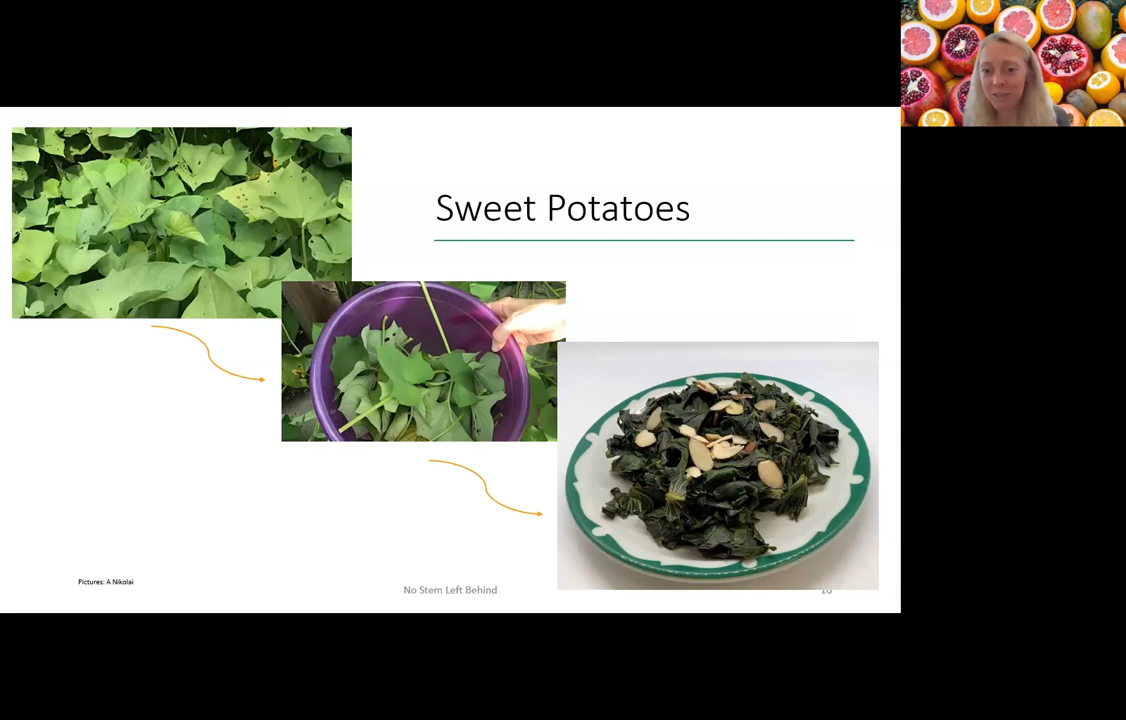 Sweet Potatoes
Pictures: A Nikolai
No Stem Left Behind